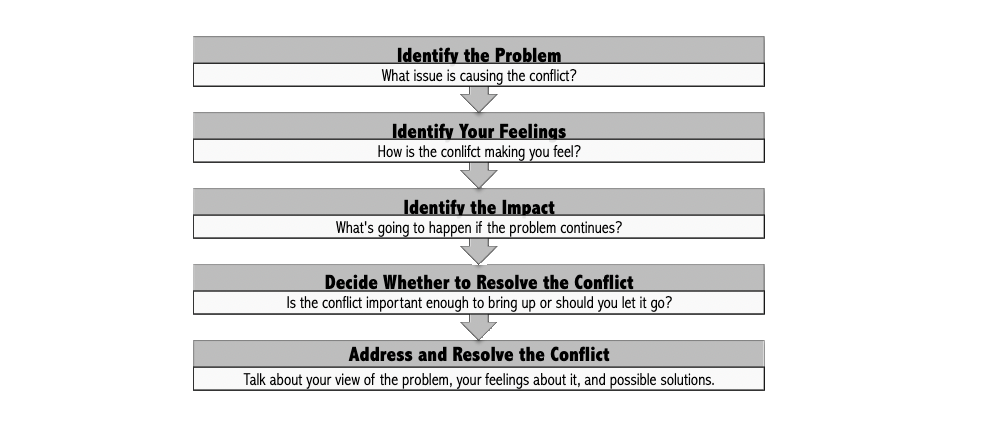 Identify the Problem
What issue is causing the conflict?
Identify Your Feelings
How is the conlifct making you feel?
Identify the Impact
What's going to happen if the problem continues?
Decide Whether to Resolve the Conflict
Is the conflict important enough to bring up or should you let it go?
Address and Resolve the Conflict
Talk about your view of the problem, your feelings about it, and possible solutions.